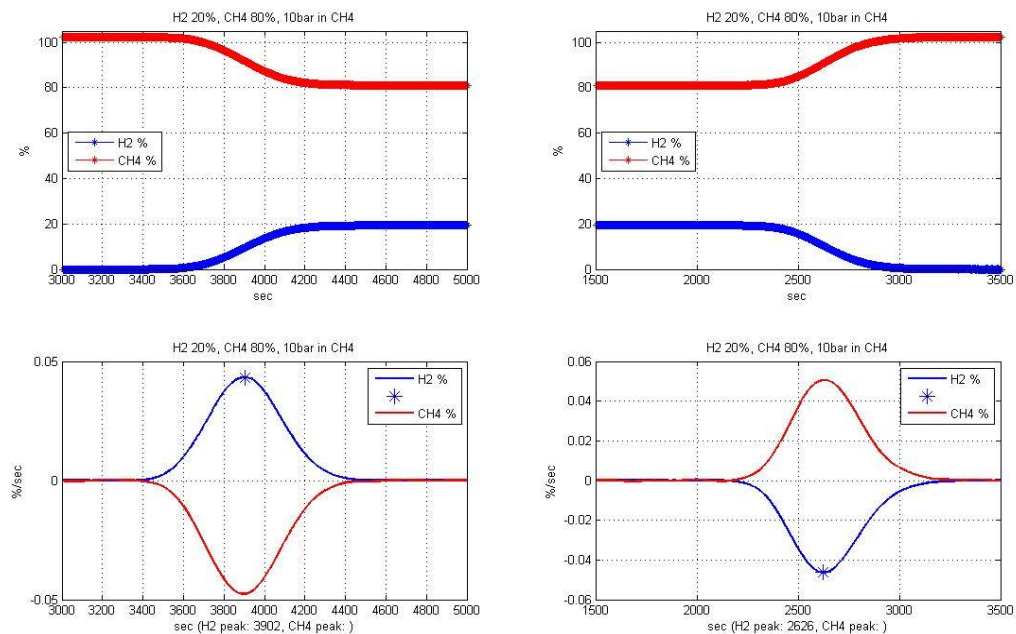 H2 20%, CH4 80%, 10bar in CH4
100
80
60
40
20
0
%
H2 %
CH4 %
3000 3200 3400 3600 3800 4000 4200 4400 4600 4800 5000
sec
H2 20%, CH4 80%, 10bar in CH4
100
80
60
40
20
0
%
H2 %
CH4 %
1500 2000 2500 3000 3500
sec
H2 20%, CH4 80%, 10bar in CH4
0.05
0
-0.05
%/sec
H2 %
CH4 %
3000 3200 3400 3600 3800 4000 4200 4400 4600 4800 5000
sec (H2 peak: 3902, CH4 peak: )
H2 20%, CH4 80%, 10bar in CH4
0.06
0.04
0.02
0
-0.02
-0.04
-0.06
%/sec
H2 %
CH4 %
1500 2000 2500 3000 3500
sec (H2 peak: 2626, CH4 peak: )